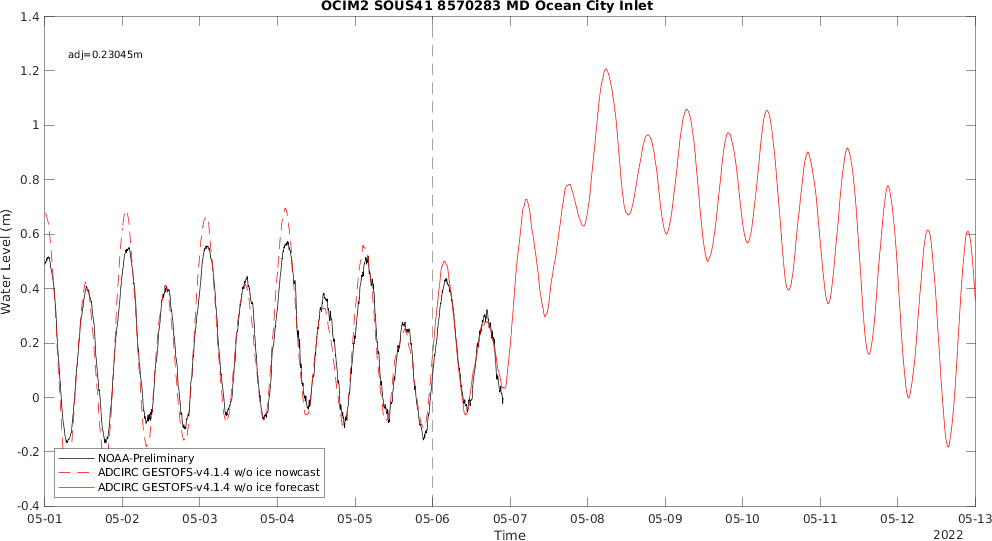 OCIM2 SOUS41 8570283 MD Ocean City Inlet
adj=0.23045m
Water Level (m)
1.4
1.2
1
0.8
0.6
0.4
0.2
0
-0.2
-0.4
NOAA-Preliminary
ADCIRC GESTOFS-v4.1.4 w/o ice nowcast
ADCIRC GESTOFS-v4.1.4 w/o ice forecast
05-01 05-02 05-03 05-04 05-05 05-06 05-07 05-08 05-09 05-10 05-11 05-12 05-13
Time
2022